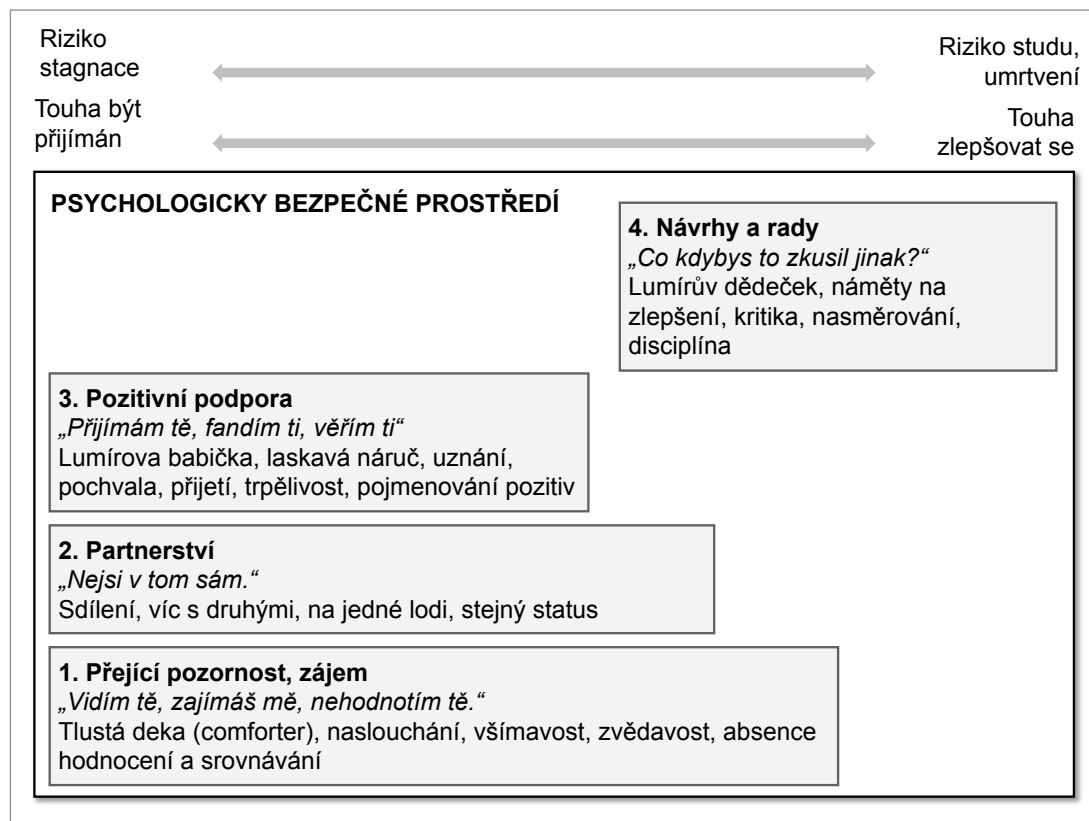 Riziko
stagnace
Riziko studu,
umrtvení
Touha být
přijímán
Touha
zlepšovat se
PSYCHOLOGICKY BEZPEČNÉ PROSTŘEDÍ
4. Návrhy a rady
„Co kdybys to zkusil jinak?“
Lumírův dědeček, náměty na
zlepšení, kritika, nasměrování,
disciplína
3. Pozitivní podpora
„Přijímám tě, fandím ti, věřím ti“
Lumírova babička, laskavá náruč, uznání,
pochvala, přijetí, trpělivost, pojmenování pozitiv
2. Partnerství
„Nejsi v tom sám.“
Sdílení, víc s druhými, na jedné lodi, stejný status
1. Přející pozornost, zájem
„Vidím tě, zajímáš mě, nehodnotím tě.“
Tlustá deka (comforter), naslouchání, všímavost, zvědavost, absence
hodnocení a srovnávání